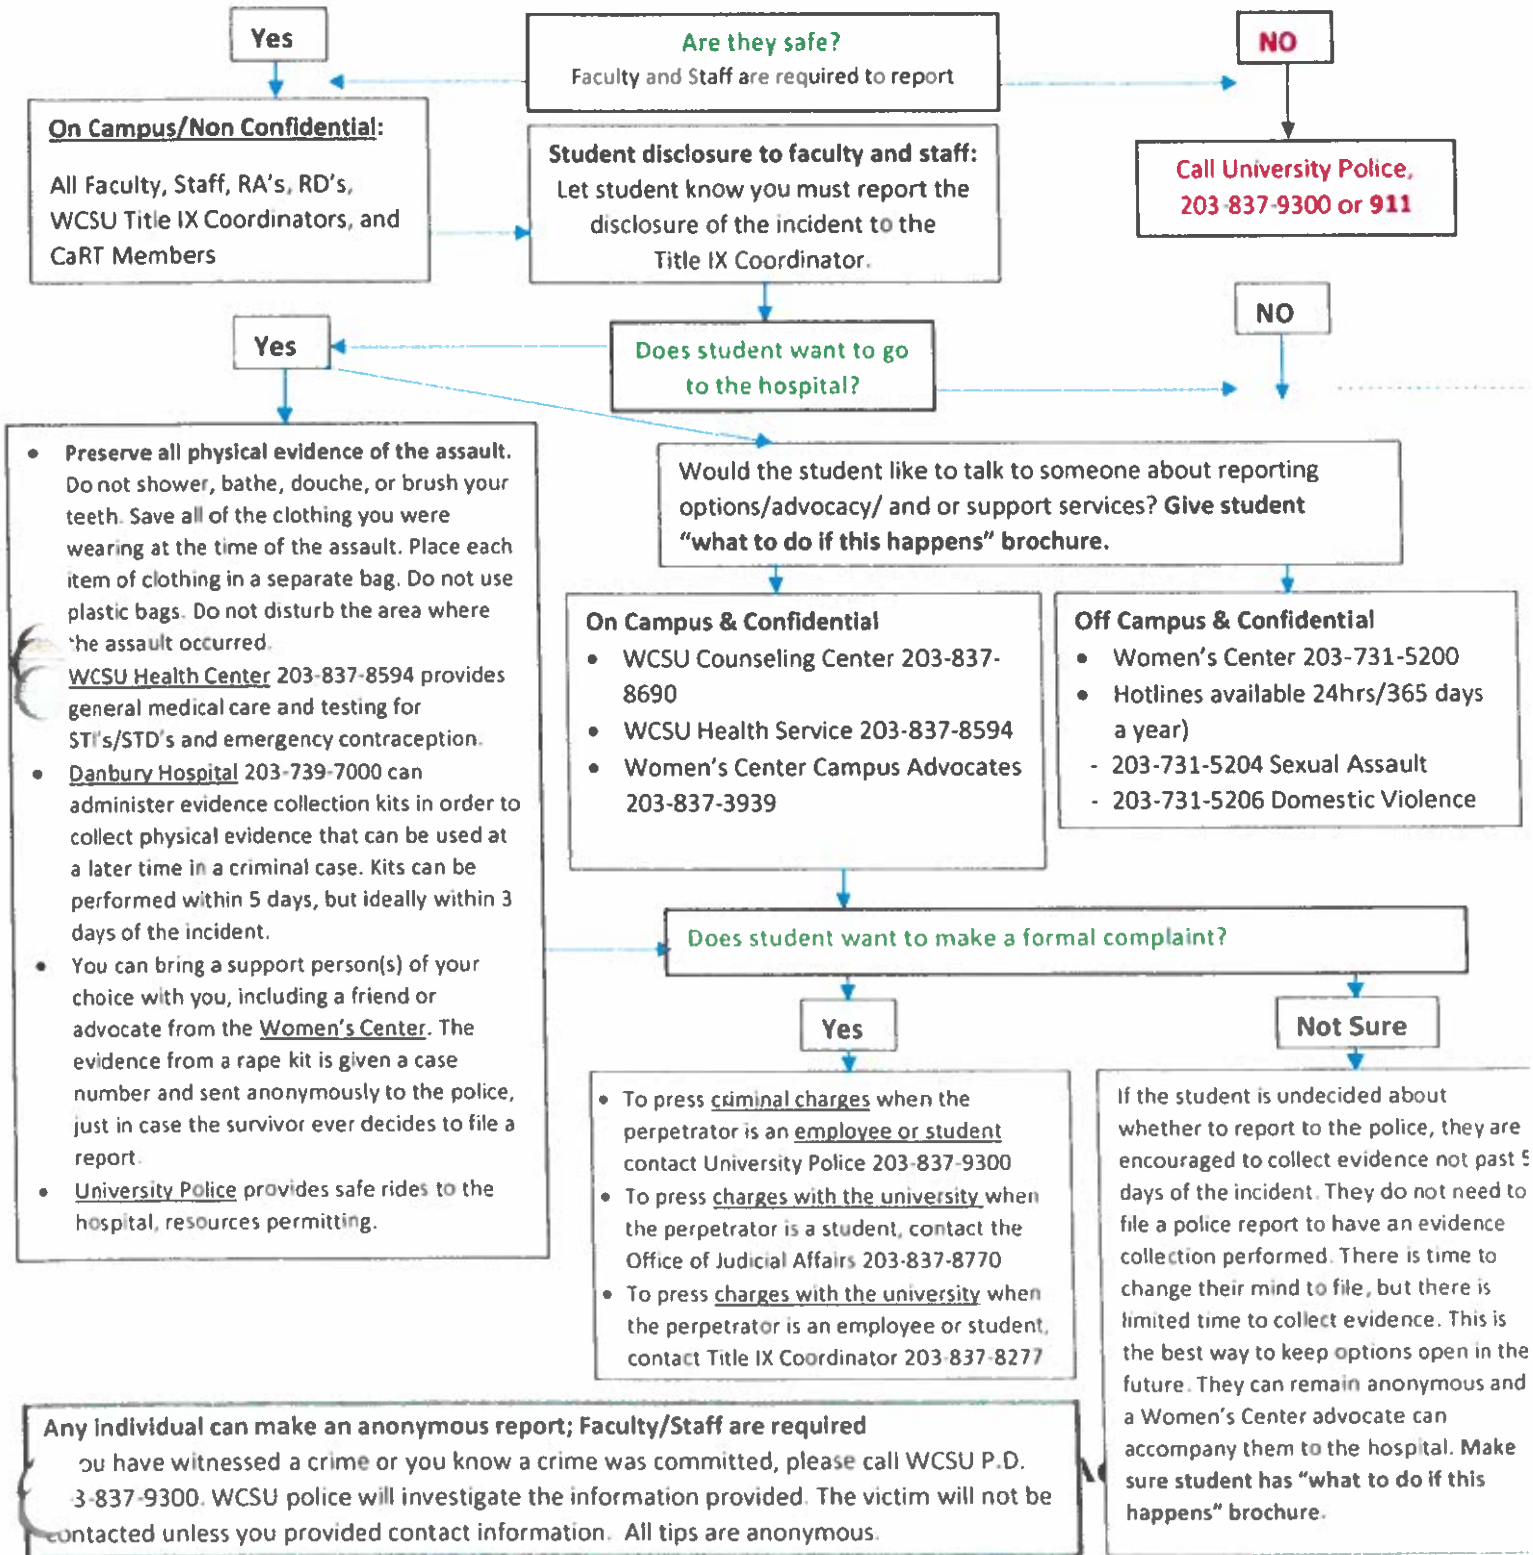 Yes
Are they safe?
Faculty and Staff are required to report
NO
On Campus/Non Confidential:
All Faculty, Staff, RA's, RD's,
WCSU Title IX Coordinators, and
CaRT Members
Student disclosure to faculty and staff:
Let student know you must report the
disclosure of the incident to the
Title IX Coordinator.
Call University Police,
203-837-9300 or 911
Yes
Does student want to go
to the hospital?
NO
• Preserve all physical evidence of the assault.
Do not shower, bathe, douche, or brush your
teeth. Save all of the clothing you were
wearing at the time of the assault. Place each
item of clothing in a separate bag. Do not use
plastic bags. Do not disturb the area where
he assault occurred.
WCSU Health Center 203-837-8594 provides
general medical care and testing for
STI's/STD's and emergency contraception.
• Danbury Hospital 203-739-7000 can
administer evidence collection kits in order to
collect physical evidence that can be used at
a later time in a criminal case. Kits can be
performed within 5 days, but ideally within 3
days of the incident.
• You can bring a support person(s) of your
choice with you, including a friend or
advocate from the Women's Center. The
evidence from a rape kit is given a case
number and sent anonymously to the police,
just in case the survivor ever decides to file a
report.
• University Police provides safe rides to the
hospital, resources permitting.
Would the student like to talk to someone about reporting
options/advocacy/ and or support services? Give student
"what to do if this happens" brochure.
On Campus & Confidential
• WCSU Counseling Center 203-837-
8690
• WCSU Health Service 203-837-8594
• Women's Center Campus Advocates
203-837-3939
Off Campus & Confidential
• Women's Center 203-731-5200
• Hotlines available 24hrs/365 days
a year)
- 203-731-5204 Sexual Assault
- 203-731-5206 Domestic Violence
Does student want to make a formal complaint?
Yes
Not Sure
• To press criminal charges when the
perpetrator is an employee or student
contact University Police 203-837-9300
• To press charges with the university when
the perpetrator is a student, contact the
Office of Judicial Affairs 203-837-8770
• To press charges with the university when
the perpetrator is an employee or student,
contact Title IX Coordinator 203-837-8277
If the student is undecided about
whether to report to the police, they are
encouraged to collect evidence not past 5
days of the incident. They do not need to
file a police report to have an evidence
collection performed. There is time to
change their mind to file, but there is
limited time to collect evidence. This is
the best way to keep options open in the
future. They can remain anonymous and
a Women's Center advocate can
accompany them to the hospital. Make
sure student has "what to do if this
happens" brochure.
Any individual can make an anonymous report; Faculty/Staff are required
ou have witnessed a crime or you know a crime was committed, please call WCSU P.D.
3-837-9300. WCSU police will investigate the information provided. The victim will not be
contacted unless you provided contact information. All tips are anonymous.